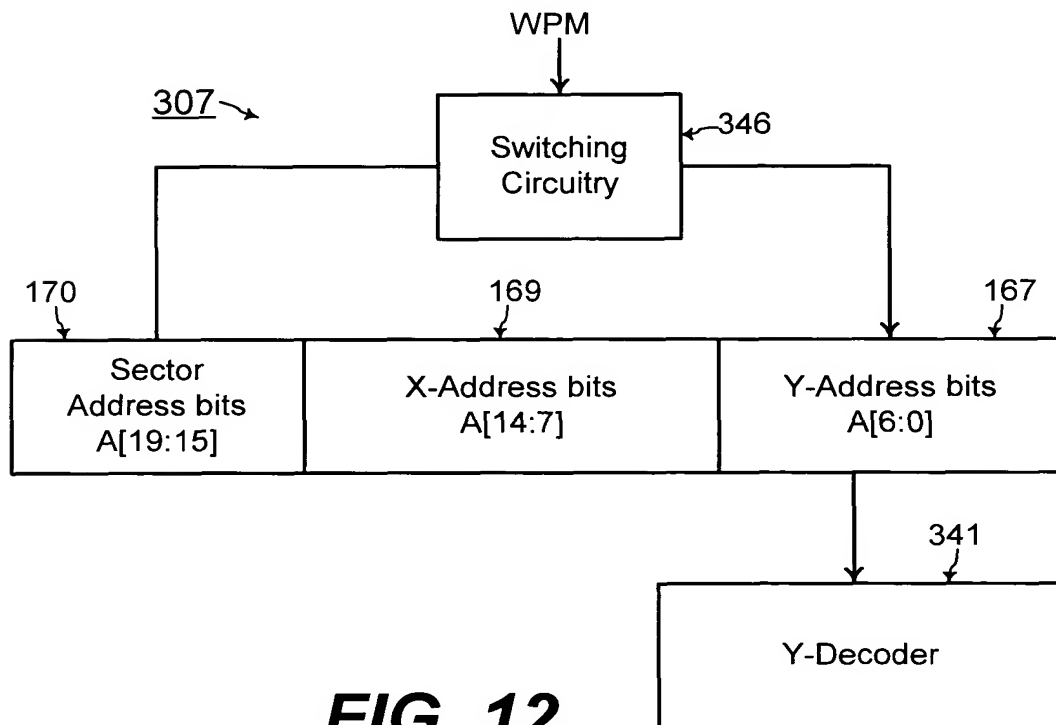 WPM
307
Switching
Circuitry
346
170
169
167
Sector
Address bits
A[19:15]
X-Address bits
A[14:7]
Y-Address bits
A[6:0]
341
Y-Decoder
FIG. 12